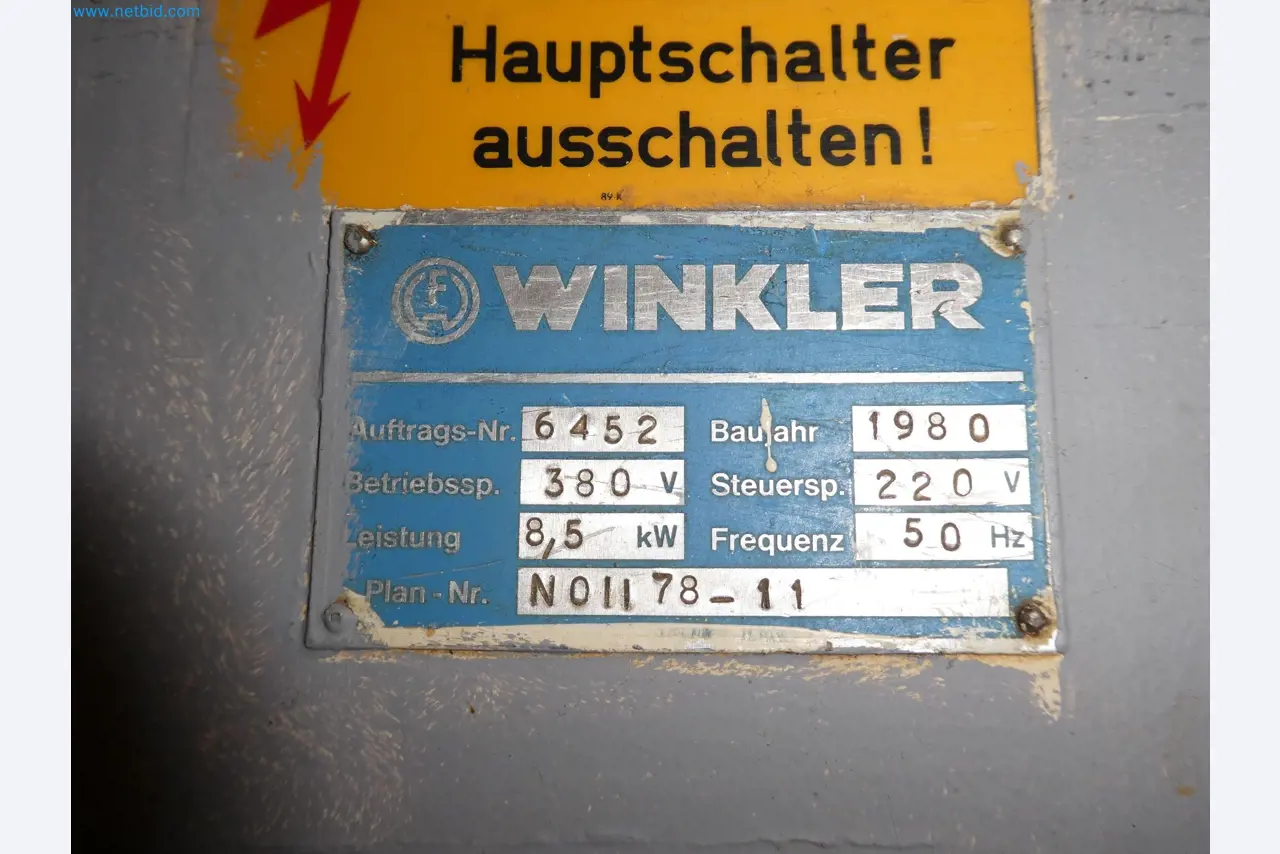 www.netbid.com
Hauptschalter
ausschalten!
WINKLER
Auftrags-Nr. 6452 Baujahr 1980
Betriebssp. 380 V Steuersp. 220 V
Leistung 8,5 kW Frequenz 50 Hz
Plan-Nr. NO1178-11